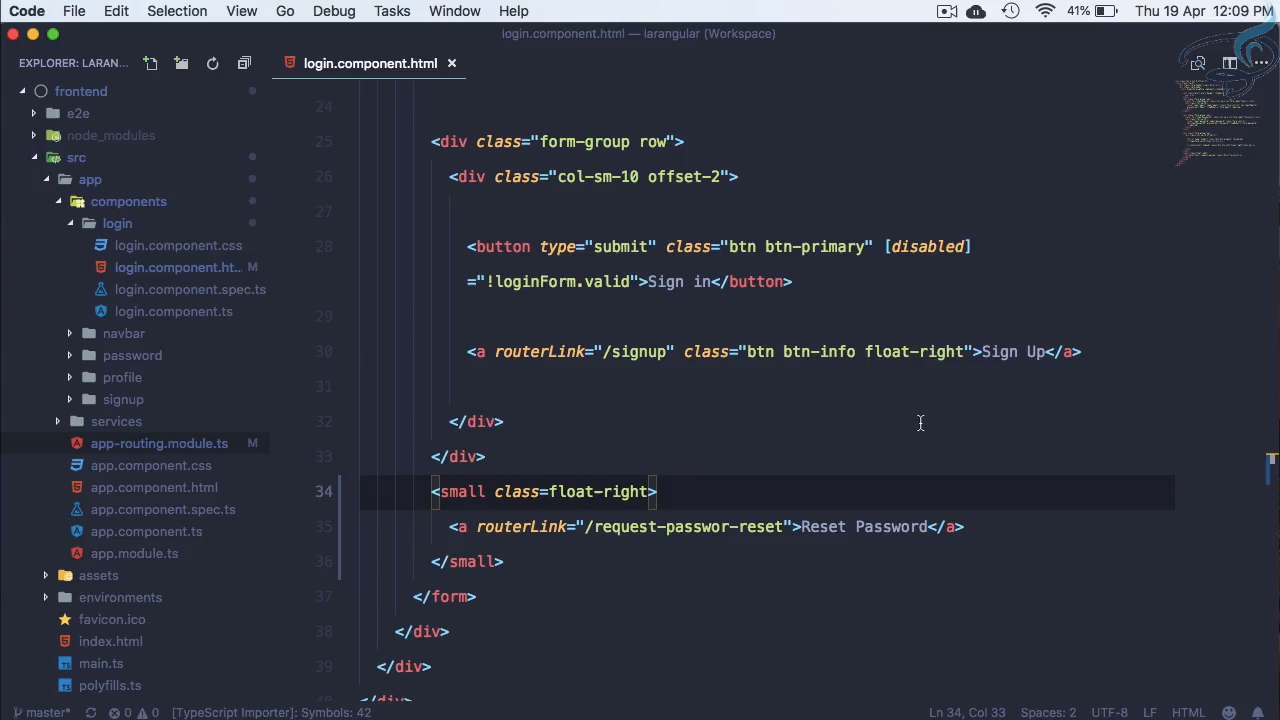 Code File Edit Selection View Go Debug Tasks Window Help 41% Thu 19 Apr 12:09 PM
login.component.html — larangular (Workspace)
EXPLORER: LARAN... login.component.html
frontend
e2e
node_modules
src
app
components
login
login.component.css
login.component.ht... M
login.component.spec.ts
login.component.ts
navbar
password
profile
signup
services
app-routing.module.ts M
app.component.css
app.component.html
app.component.spec.ts
app.component.ts
app.module.ts
assets
environments
favicon.ico
index.html
main.ts
polyfills.ts
24
25 <div class="form-group row">
26 <div class="col-sm-10 offset-2">
27
28 <button type="submit" class="btn btn-primary" [disabled]
="!loginForm.valid">Sign in</button>
29
30 <a routerLink="/signup" class="btn btn-info float-right">Sign Up</a>
31
32 </div>
33 </div>
34 <small class=float-right>
35 <a routerLink="/request-passwor-reset">Reset Password</a>
36 </small>
37 </form>
38 </div>
39 </div>
40 </div>
master* 0 0 [TypeScript Importer]: Symbols: 42 Ln 34, Col 33 Spaces: 2 UTF-8 LF HTML